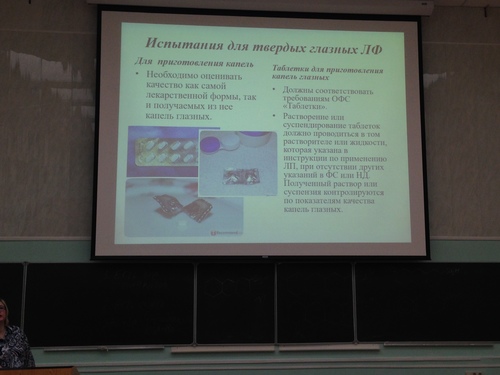 Испытания для твердых глазных ЛФ
Для приготовления капель
• Необходимо оценивать
качество как самой
лекарственной формы, так
и получаемых из нее
капель глазных.
Таблетки для приготовления
капель глазных
• Должны соответствовать
требованиям ОФС
«Таблетки».
• Растворение или
суспендирование таблеток
должно проводиться в том
растворителе или жидкости,
которая указана в
инструкции по применению
ЛП, при отсутствии других
указаний в ФС или НД.
Полученный раствор или
суспензия контролируются
по показателям качества
капель глазных.